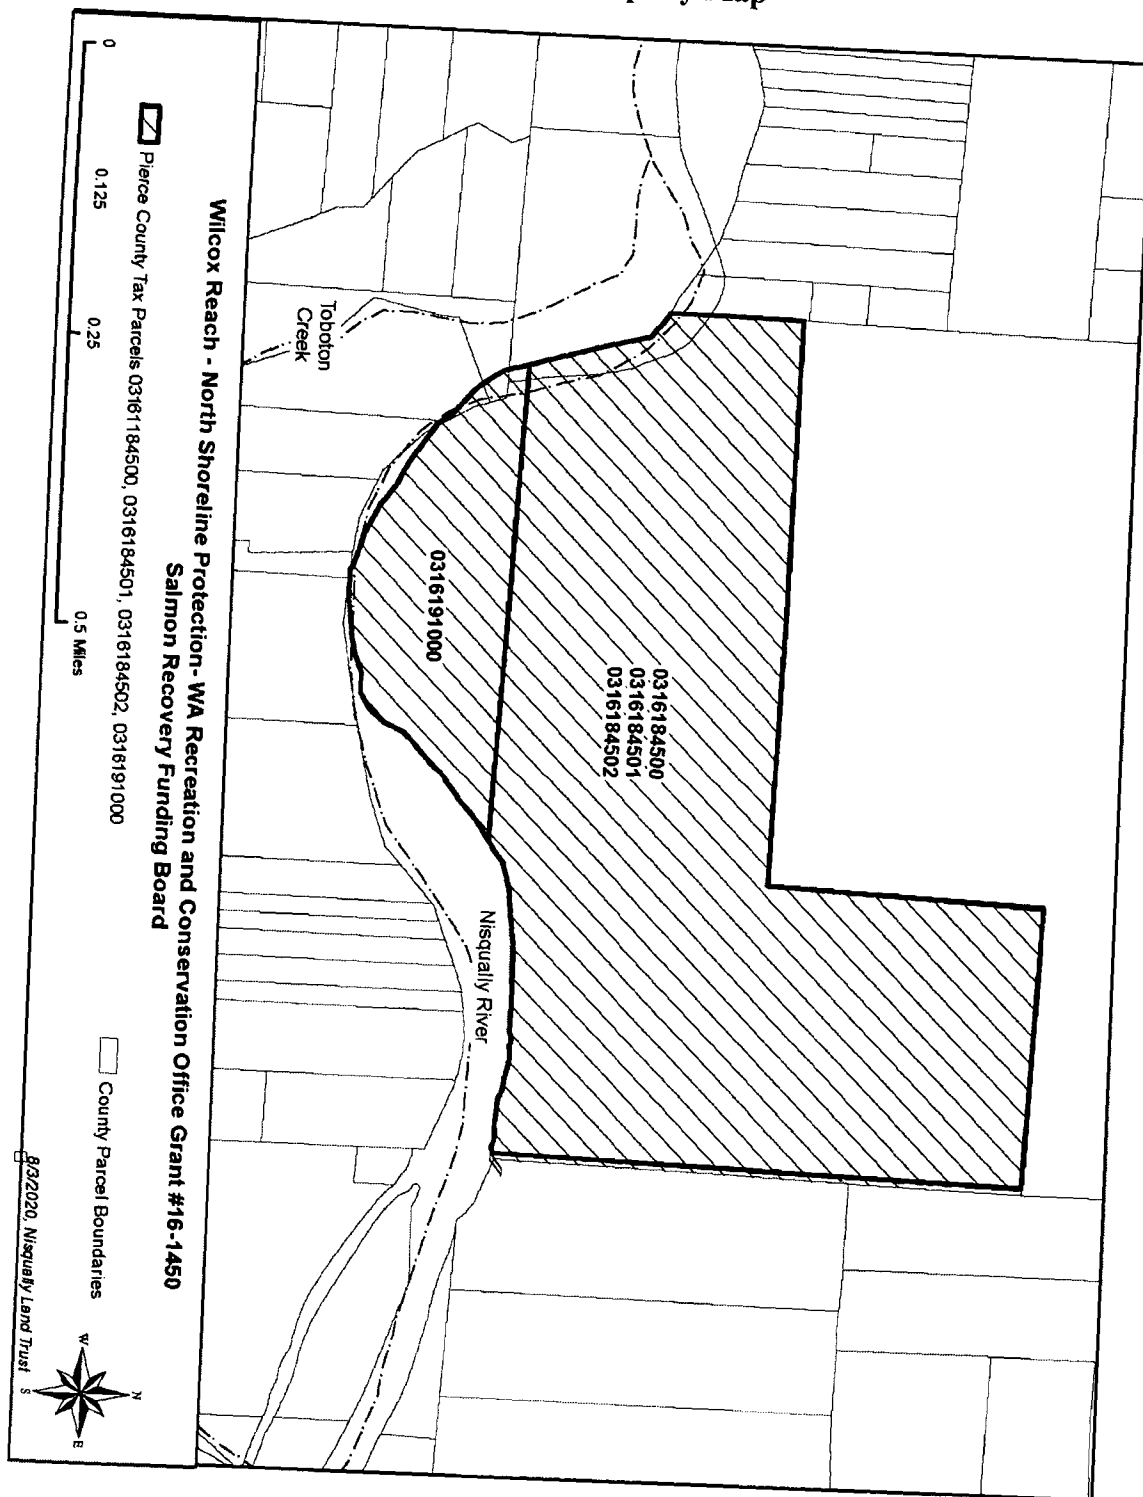 0316184500
0316184501
0316184502
0316191000
Nisqually River
Toboton
Creek
Wilcox Reach - North Shoreline Protection- WA Recreation and Conservation Office Grant #16-1450
Salmon Recovery Funding Board
Pierce County Tax Parcels 03161184500, 0316184501, 0316184502, 0316191000
County Parcel Boundaries
0 0.125 0.25 0.5 Miles
N
W E
S
8/3/2020, Nisqually Land Trust